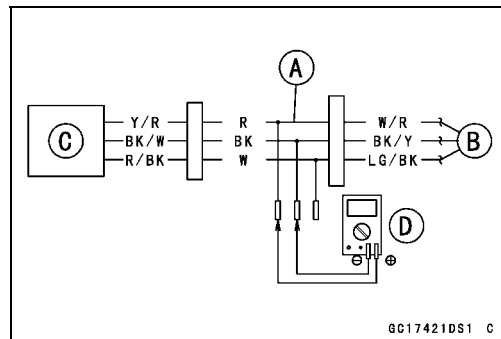 A
Y/R R W/R
C BK/W BK BK/Y B
R/BK W LG/BK
D
⊖ ⊕
GC17421DS1 C